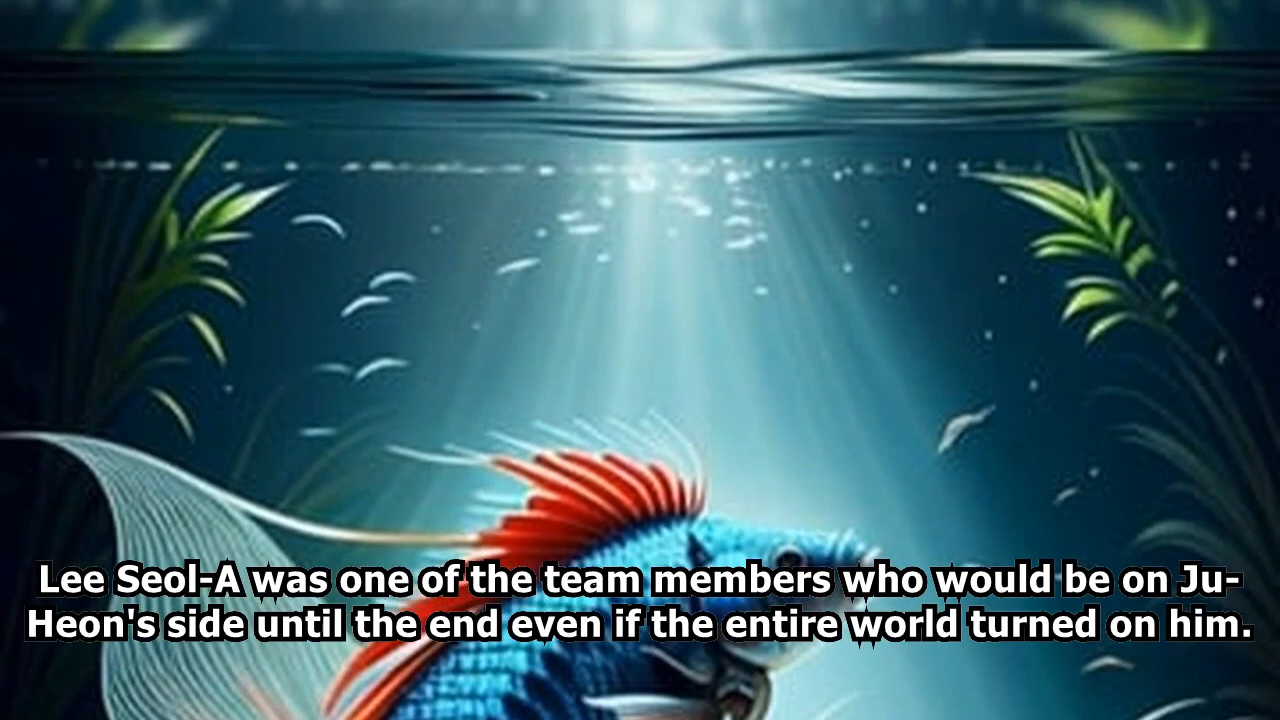 Lee Seol-A was one of the team members who would be on Ju-
Heon's side until the end even if the entire world turned on him.